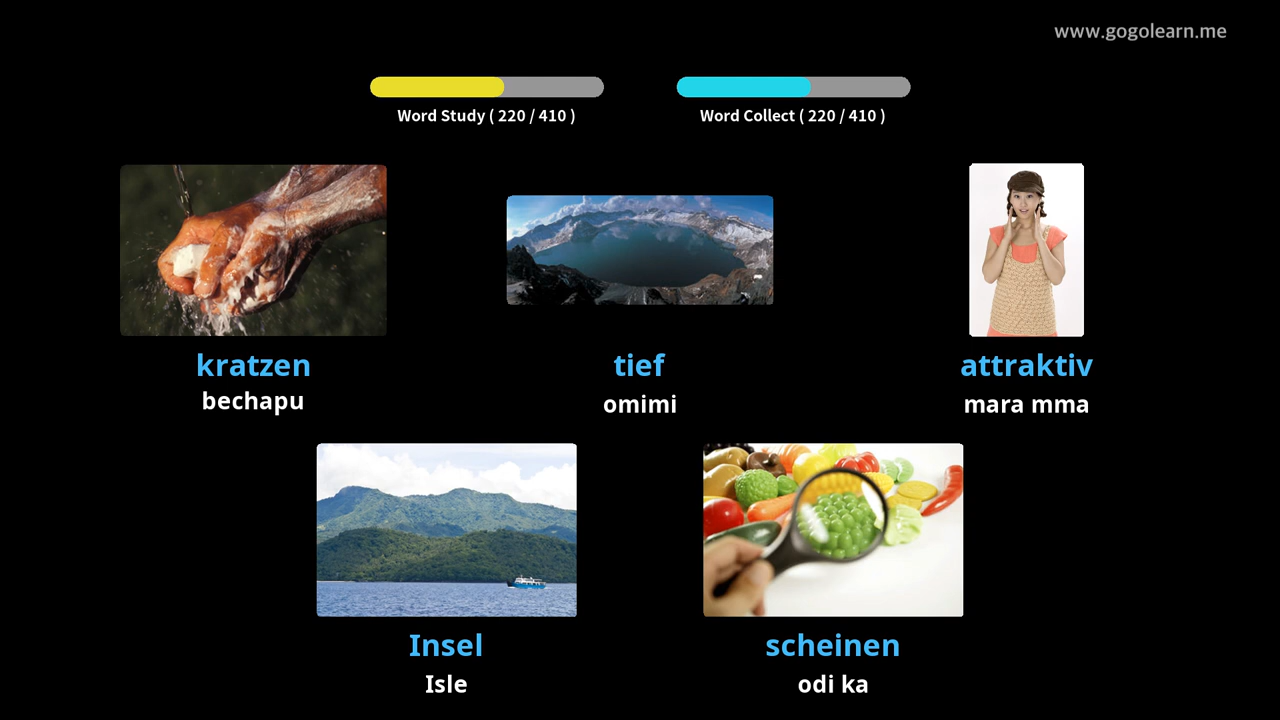 www.gogolearn.me
Word Study ( 220 / 410 )
Word Collect ( 220 / 410 )
kratzen
bechapu
tief
omimi
attraktiv
mara mma
Insel
Isle
scheinen
odi ka